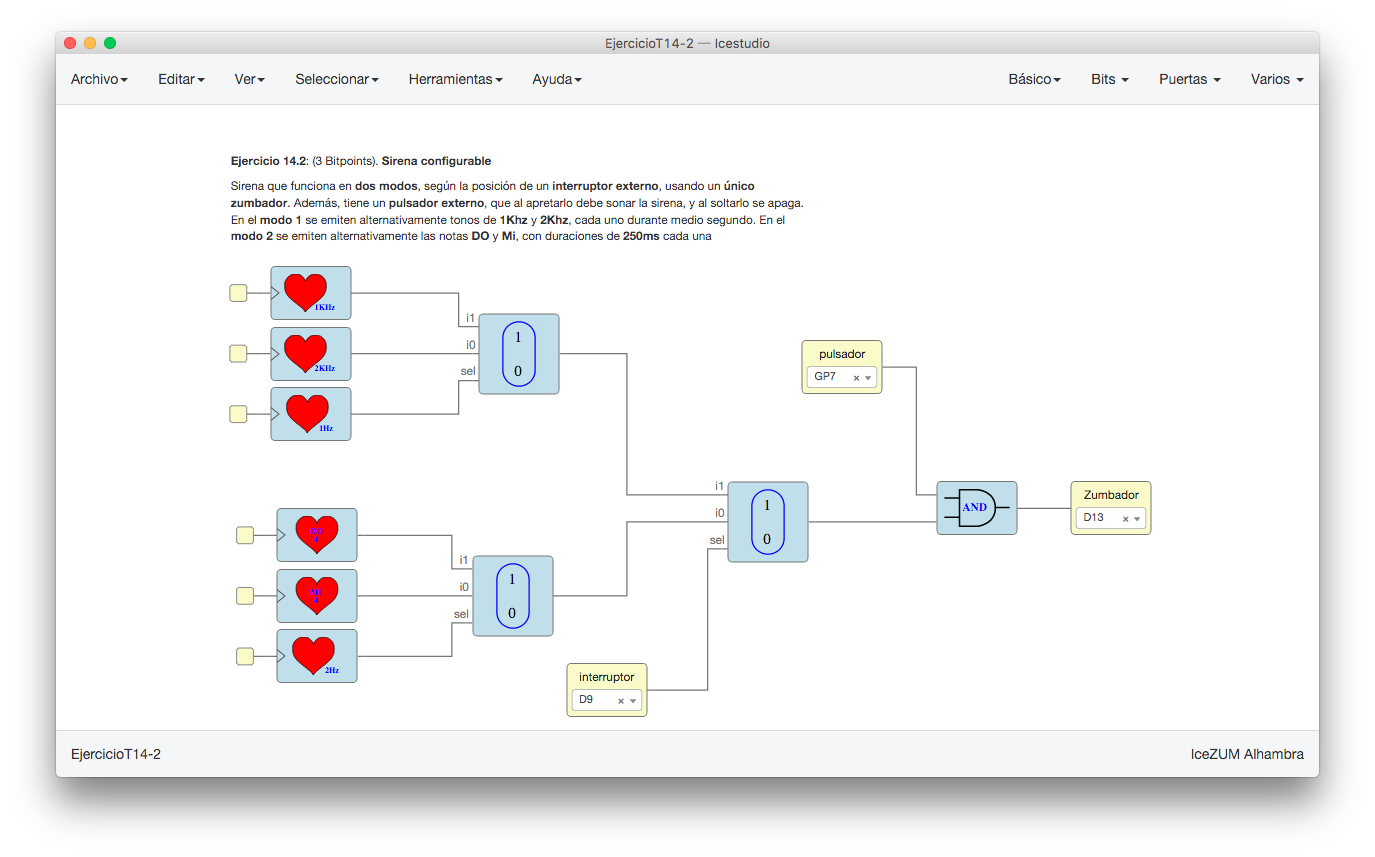 EjercicioT14-2 — Icestudio
Archivo Editar Ver Seleccionar Herramientas Ayuda Básico Bits Puertas Varios
Ejercicio 14.2: (3 Bitpoints). Sirena configurable
Sirena que funciona en dos modos, según la posición de un interruptor externo, usando un único
zumbador. Además, tiene un pulsador externo, que al apretarlo debe sonar la sirena, y al soltarlo se apaga.
En el modo 1 se emiten alternativamente tonos de 1Khz y 2Khz, cada uno durante medio segundo. En el
modo 2 se emiten alternativamente las notas DO y Mi, con duraciones de 250ms cada una
1KHz
2KHz
1Hz
i1
i0
sel
1
0
pulsador
GP7
DO
4
MI
4
2Hz
i1
i0
sel
1
0
interruptor
D9
i1
i0
sel
1
0
AND
Zumbador
D13
EjercicioT14-2
IceZUM Alhambra